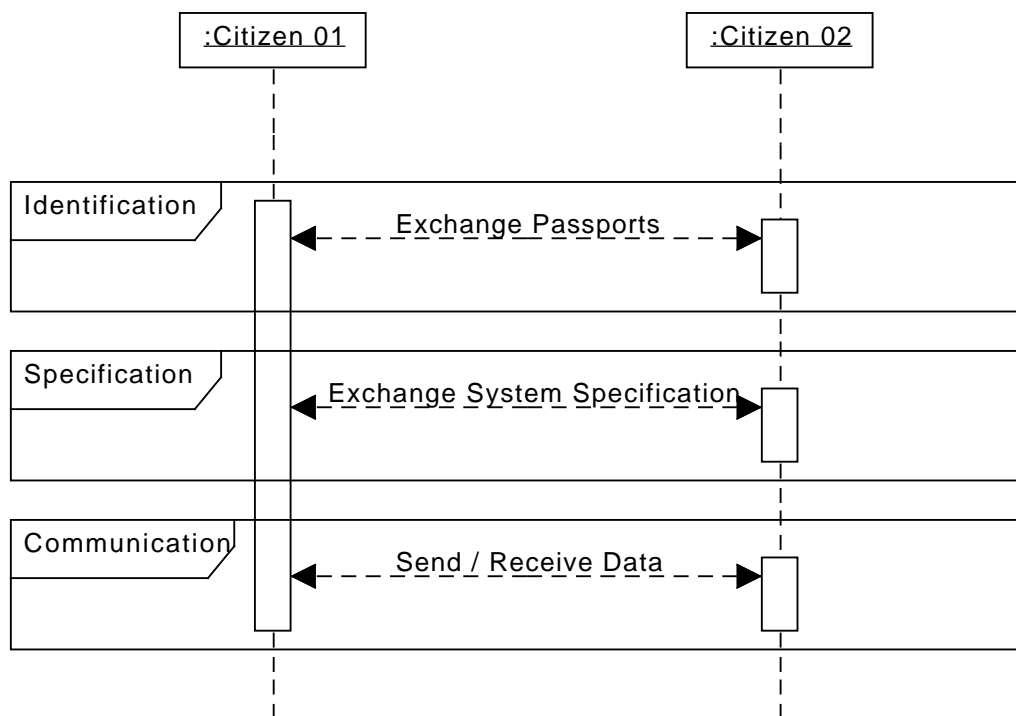 :Citizen 01
:Citizen 02
Identification
Exchange Passports
Specification
Exchange System Specification
Communication
Send / Receive Data